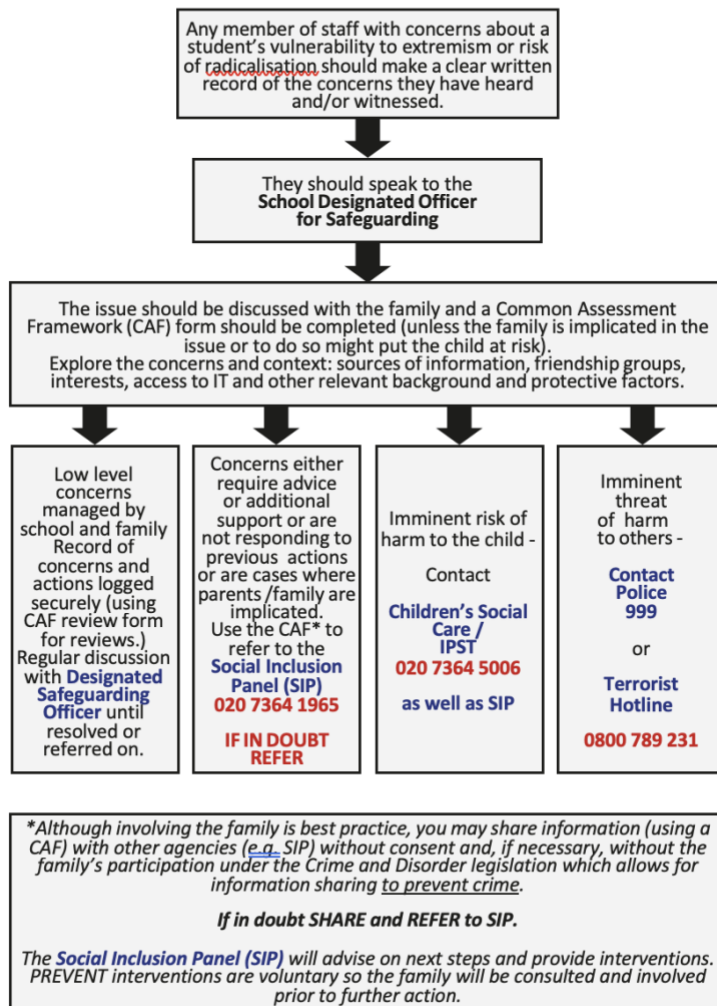 Any member of staff with concerns about a
student's vulnerability to extremism or risk
of radicalisation should make a clear written
record of the concerns they have heard
and/or witnessed.
They should speak to the
School Designated Officer
for Safeguarding
The issue should be discussed with the family and a Common Assessment
Framework (CAF) form should be completed (unless the family is implicated in the
issue or to do so might put the child at risk).
Explore the concerns and context: sources of information, friendship groups,
interests, access to IT and other relevant background and protective factors.
Low level
concerns
managed by
school and family
Record of
concerns and
actions logged
securely (using
CAF review form
for reviews.)
Regular discussion
with Designated
Safeguarding
Officer until
resolved or
referred on.
Concerns either
require advice
or additional
support or are
not responding to
previous actions
or are cases where
parents /family are
implicated.
Use the CAF* to
refer to the
Social Inclusion
Panel (SIP)
020 7364 1965
IF IN DOUBT
REFER
Imminent risk of
harm to the child -
Contact
Children's Social
Care /
IPST
020 7364 5006
as well as SIP
Imminent
threat
of harm
to others -
Contact
Police
999
or
Terrorist
Hotline
0800 789 231
*Although involving the family is best practice, you may share information (using a
CAF) with other agencies (e.g. SIP) without consent and, if necessary, without the
family's participation under the Crime and Disorder legislation which allows for
information sharing to prevent crime.
If in doubt SHARE and REFER to SIP.
The Social Inclusion Panel (SIP) will advise on next steps and provide interventions.
PREVENT interventions are voluntary so the family will be consulted and involved
prior to further action.